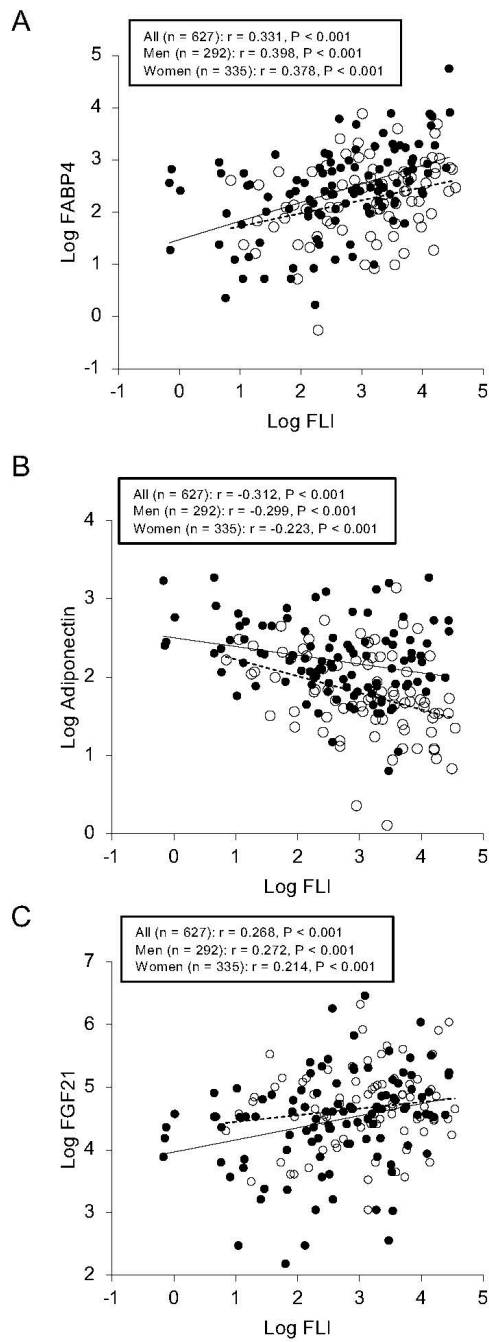 A
All (n = 627): r = 0.331, P < 0.001
Men (n = 292): r = 0.398, P < 0.001
Women (n = 335): r = 0.378, P < 0.001
5
4
3
2
1
0
-1
Log FABP4
-1 0 1 2 3 4 5
Log FLI
B
All (n = 627): r = -0.312, P < 0.001
Men (n = 292): r = -0.299, P < 0.001
Women (n = 335): r = -0.223, P < 0.001
4
3
2
1
0
Log Adiponectin
-1 0 1 2 3 4 5
Log FLI
C
All (n = 627): r = 0.268, P < 0.001
Men (n = 292): r = 0.272, P < 0.001
Women (n = 335): r = 0.214, P < 0.001
7
6
5
4
3
2
Log FGF21
-1 0 1 2 3 4 5
Log FLI